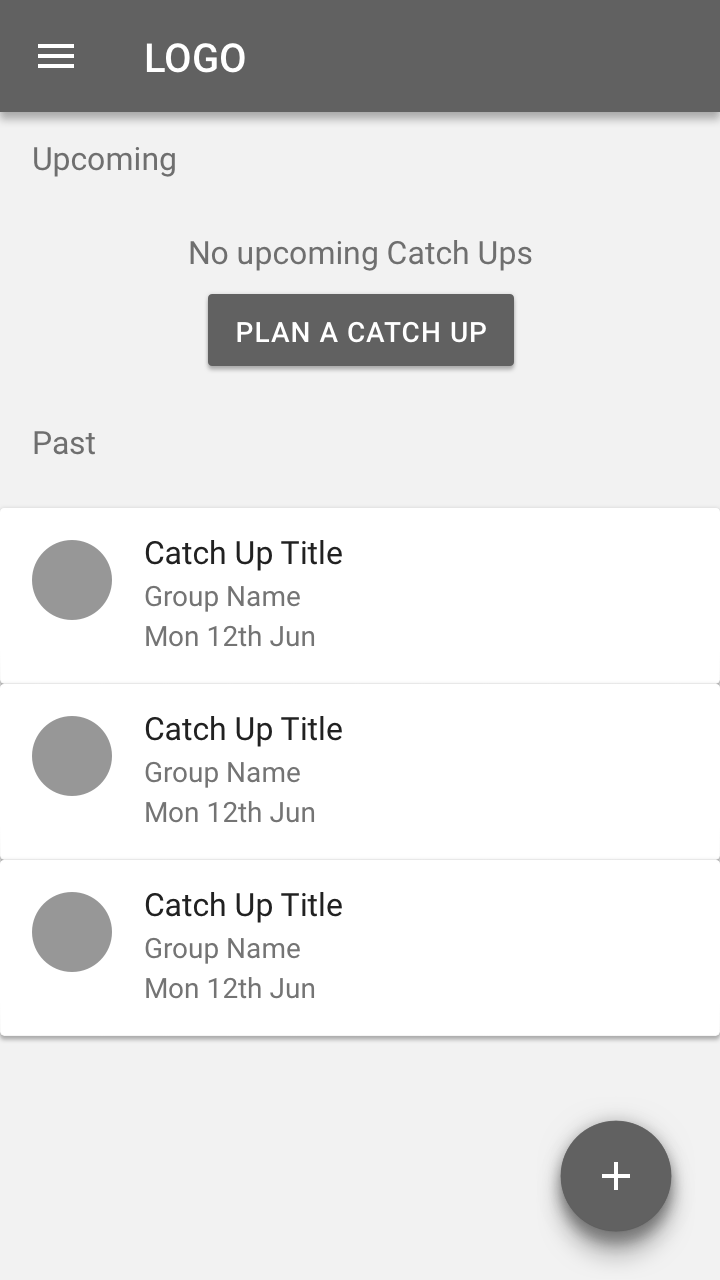 LOGO
Upcoming
No upcoming Catch Ups
PLAN A CATCH UP
Past
Catch Up Title
Group Name
Mon 12th Jun
Catch Up Title
Group Name
Mon 12th Jun
Catch Up Title
Group Name
Mon 12th Jun